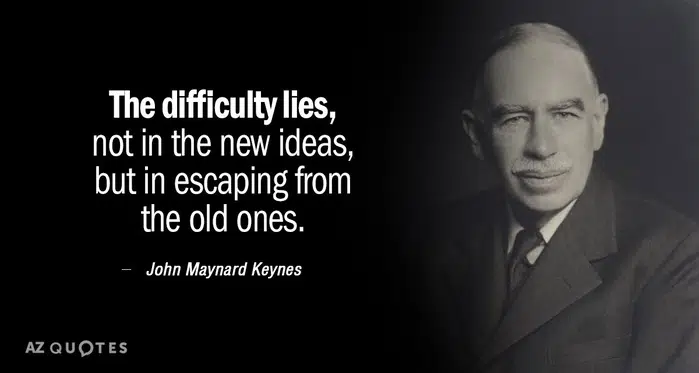 The difficulty lies,
not in the new ideas,
but in escaping from
the old ones.
— John Maynard Keynes
AZ QUOTES